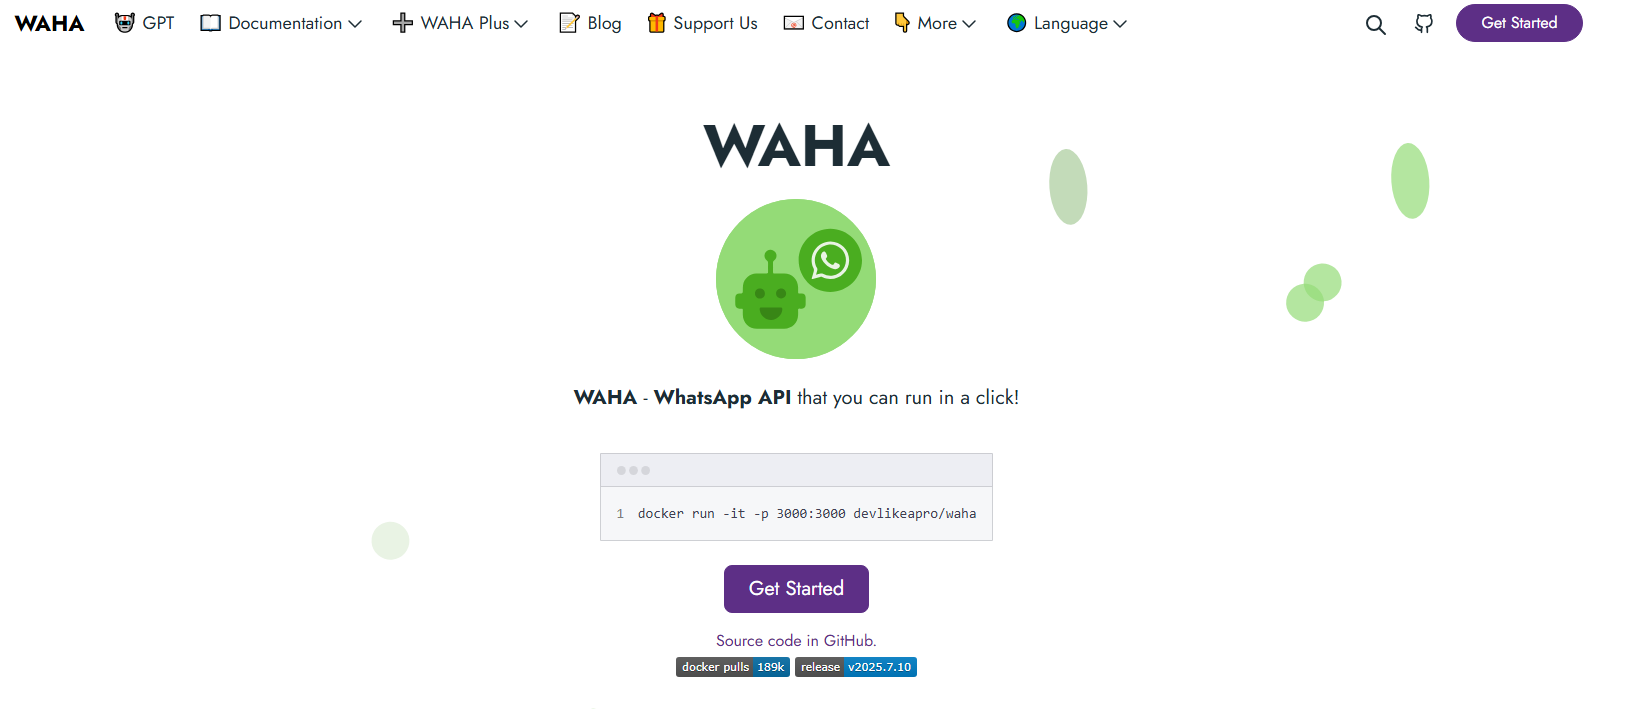 WAHA GPT Documentation WAHA Plus Blog Support Us Contact More Language Get Started
WAHA
WAHA - WhatsApp API that you can run in a click!
1 docker run -it -p 3000:3000 devlikeapro/waha
Get Started
Source code in GitHub.
docker pulls 189k release v2025.7.10